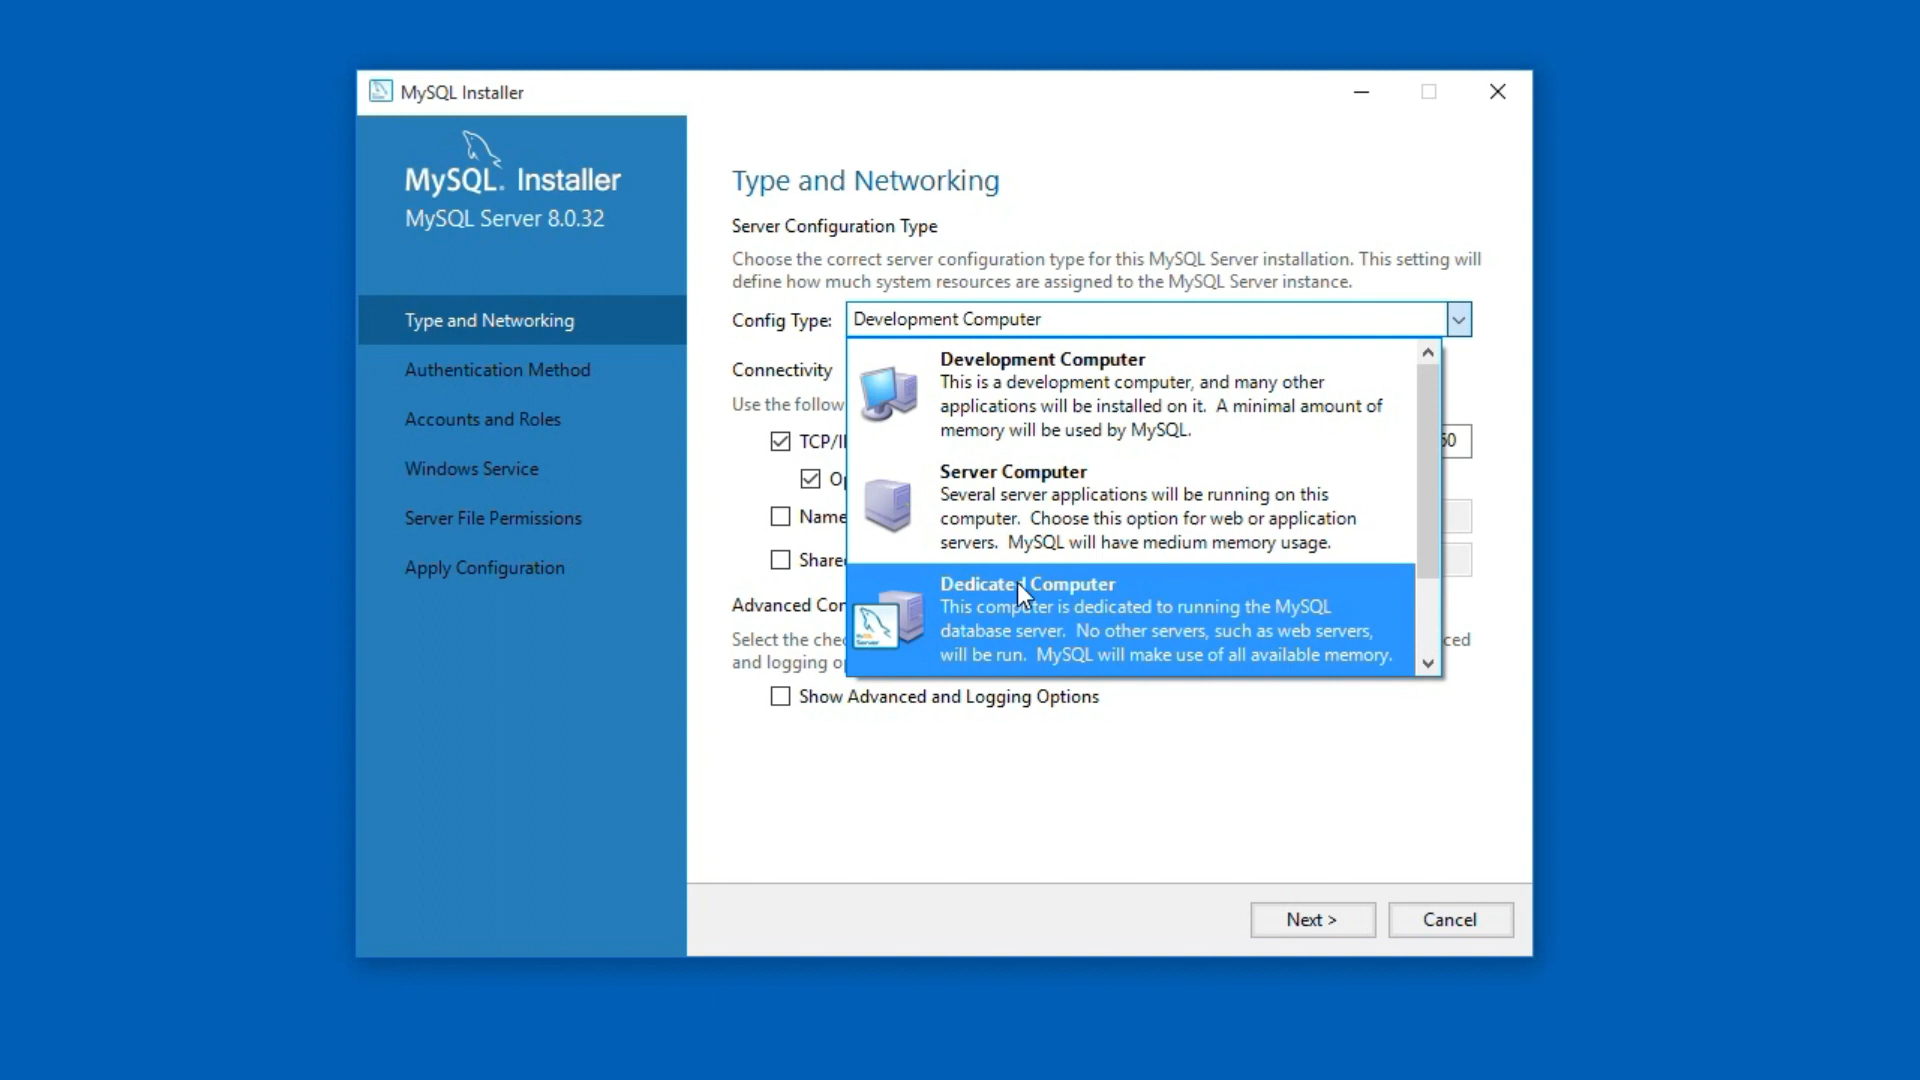 MySQL Installer
MySQL. Installer
MySQL Server 8.0.32
Type and Networking
Authentication Method
Accounts and Roles
Windows Service
Server File Permissions
Apply Configuration
Type and Networking
Server Configuration Type
Choose the correct server configuration type for this MySQL Server installation. This setting will
define how much system resources are assigned to the MySQL Server instance.
Config Type: Development Computer
Development Computer
This is a development computer, and many other
applications will be installed on it. A minimal amount of
memory will be used by MySQL.
Server Computer
Several server applications will be running on this
computer. Choose this option for web or application
servers. MySQL will have medium memory usage.
Dedicated Computer
This computer is dedicated to running the MySQL
database server. No other servers, such as web servers,
will be run. MySQL will make use of all available memory.
Connectivity
Use the follow
TCP/I
Name
Share
Advanced Con
Select the che
and logging
Show Advanced and Logging Options
Next >
Cancel